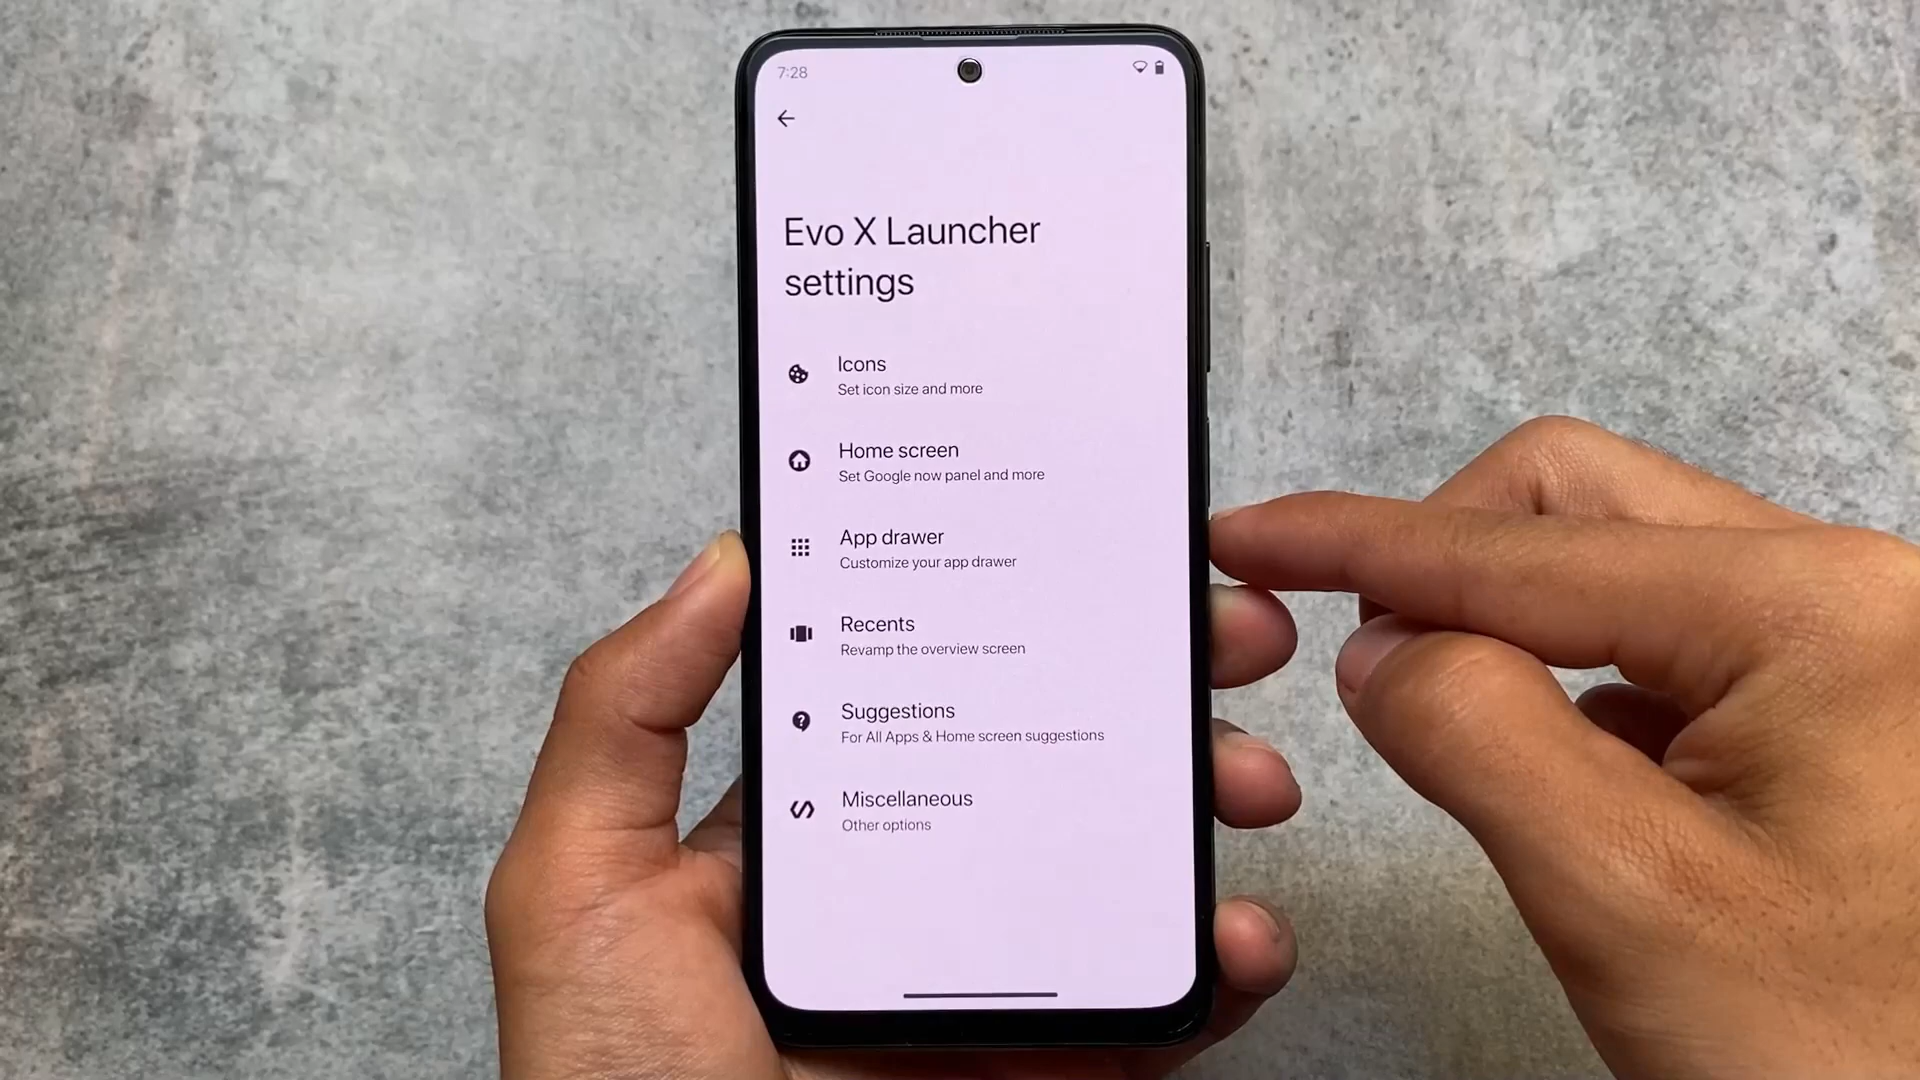 7:28
Evo X Launcher
settings
Icons
Set icon size and more
Home screen
Set Google now panel and more
App drawer
Customize your app drawer
Recents
Revamp the overview screen
Suggestions
For All Apps & Home screen suggestions
Miscellaneous
Other options